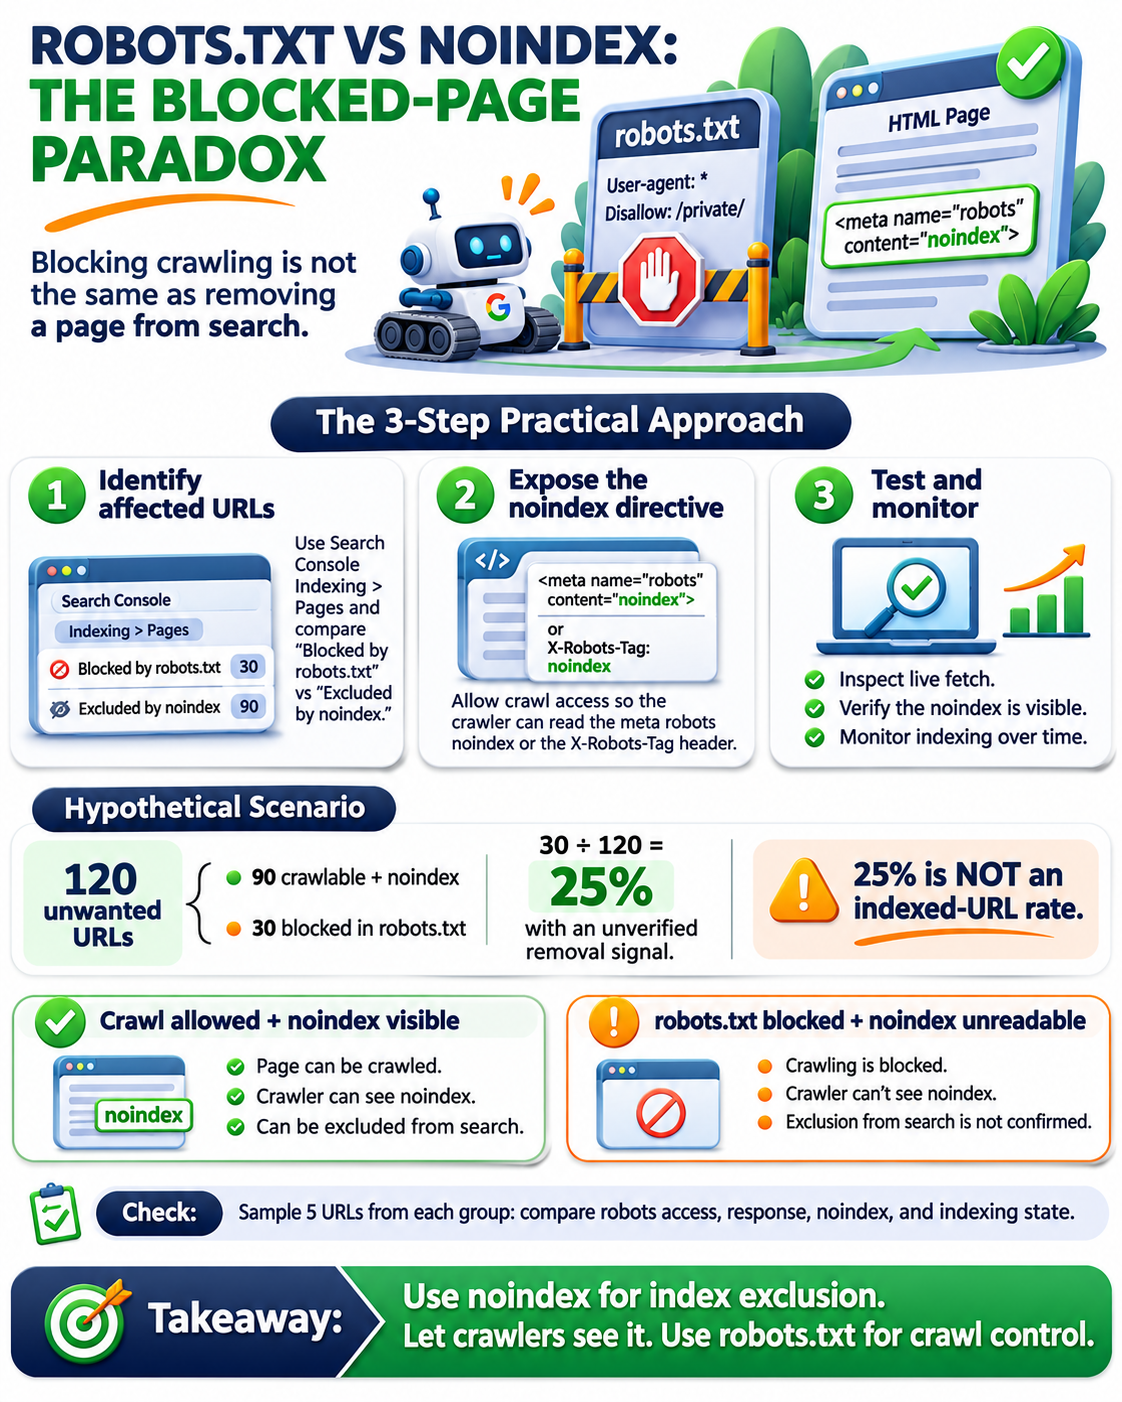 ROBOTS.TXT VS NOINDEX:
THE BLOCKED-PAGE
PARADOX
Blocking crawling is not
the same as removing
a page from search.
robots.txt
User-agent: *
Disallow: /private/
G
HTML Page
<meta name="robots"
content="noindex">
The 3-Step Practical Approach
1
Identify
affected URLs
Search Console
Indexing > Pages
Blocked by robots.txt 30
Excluded by noindex 90
Use Search
Console
Indexing >
Pages and
compare
“Blocked by
robots.txt”
vs “Excluded
by noindex.”
2
Expose the
noindex directive
</>
<meta name="robots"
content="noindex">
or
X-Robots-Tag:
noindex
Allow crawl access so the
crawler can read the meta robots
noindex or the X-Robots-Tag header.
3
Test and
monitor
Inspect live fetch.
Verify the noindex is visible.
Monitor indexing over time.
Hypothetical Scenario
120
unwanted
URLs
90 crawlable + noindex
30 blocked in robots.txt
30 ÷ 120 =
25%
with an unverified
removal signal.
!
25% is NOT an
indexed-URL rate.
Crawl allowed + noindex visible
noindex
Page can be crawled.
Crawler can see noindex.
Can be excluded from search.
!
robots.txt blocked + noindex unreadable
Crawling is blocked.
Crawler can’t see noindex.
Exclusion from search is not confirmed.
Check:
Sample 5 URLs from each group: compare robots access, response, noindex, and indexing state.
Takeaway:
Use noindex for index exclusion.
Let crawlers see it. Use robots.txt for crawl control.